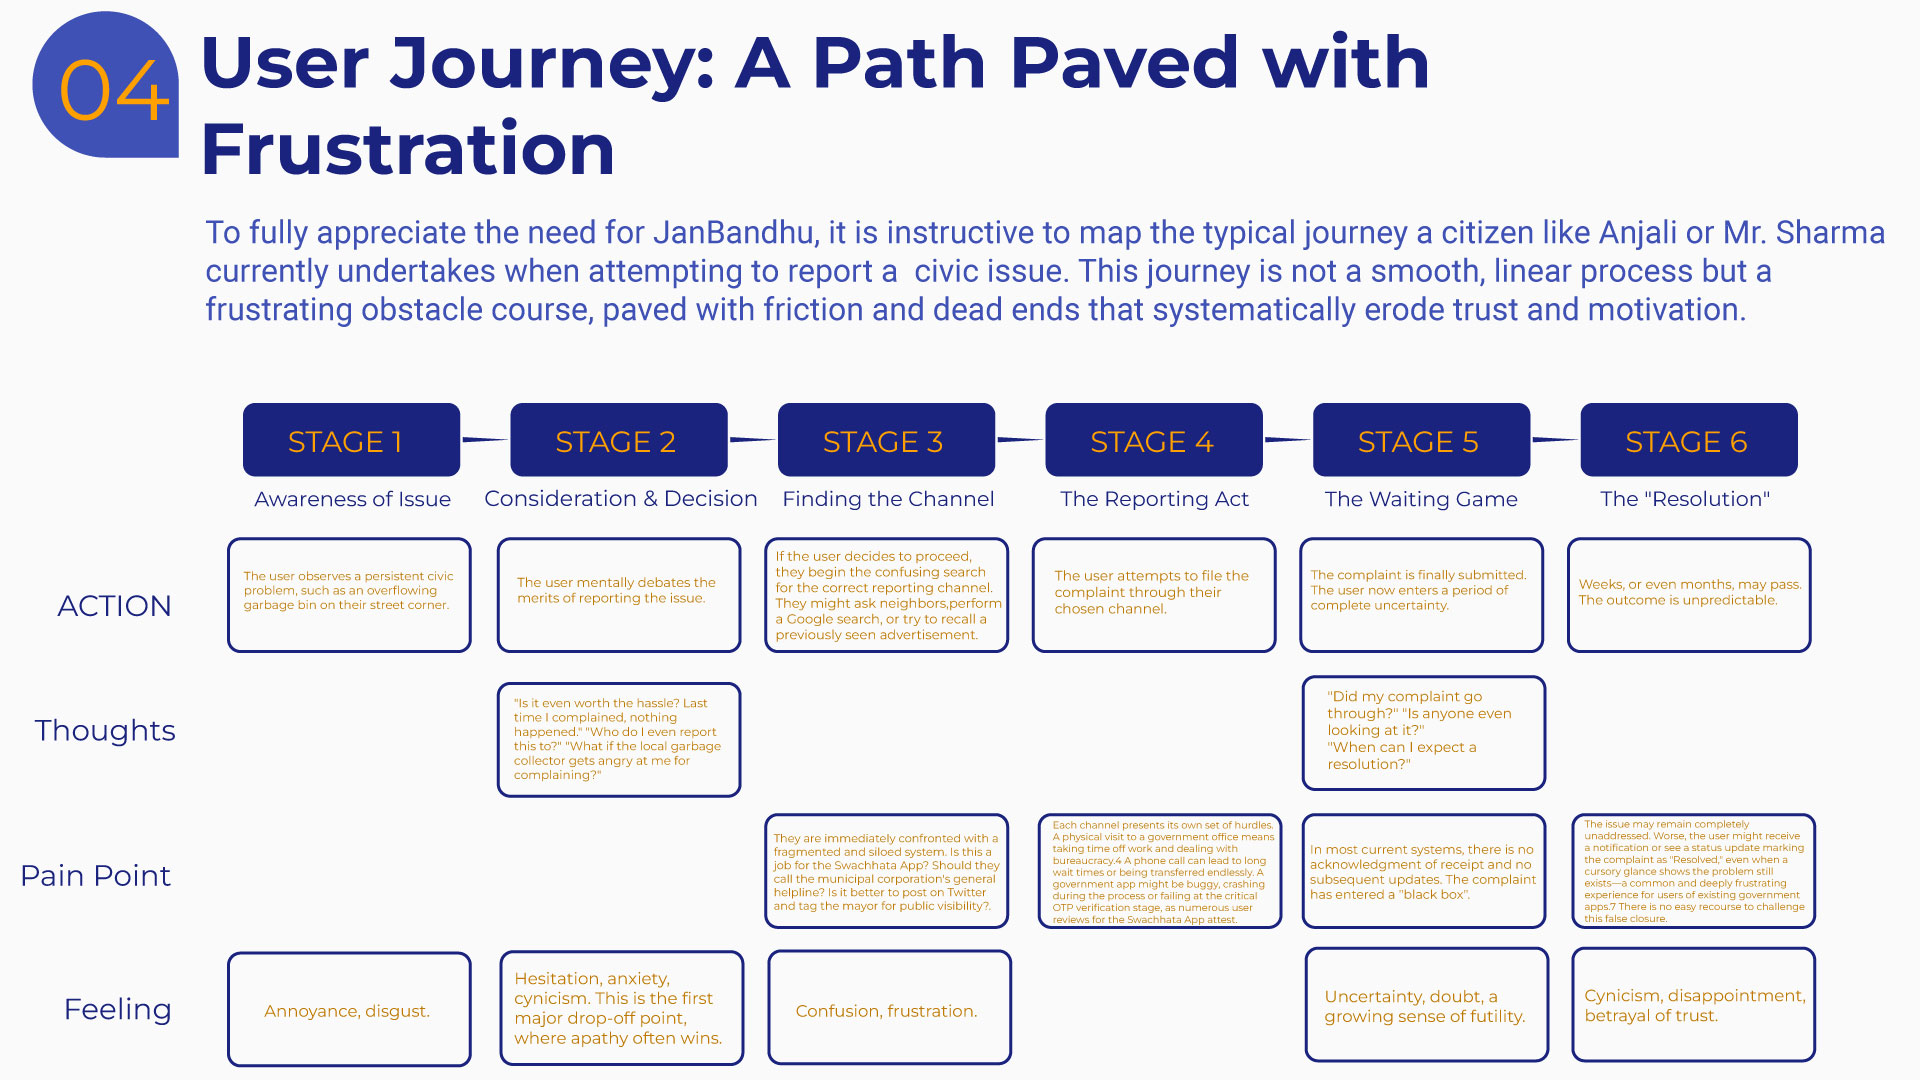 04
User Journey: A Path Paved with
Frustration
To fully appreciate the need for JanBandhu, it is instructive to map the typical journey a citizen like Anjali or Mr. Sharma
currently undertakes when attempting to report a  civic issue. This journey is not a smooth, linear process but a
frustrating obstacle course, paved with friction and dead ends that systematically erode trust and motivation.
STAGE 1
STAGE 2
STAGE 3
STAGE 4
STAGE 5
STAGE 6
Awareness of Issue
Consideration & Decision
Finding the Channel
The Reporting Act
The Waiting Game
The "Resolution"
ACTION
The user observes a persistent civic
problem, such as an overflowing
garbage bin on their street corner.
The user mentally debates the
merits of reporting the issue.
If the user decides to proceed,
they begin the confusing search
for the correct reporting channel.
They might ask neighbors,perform
a Google search, or try to recall a
previously seen advertisement.
The user attempts to file the
complaint through their
chosen channel.
The complaint is finally submitted.
The user now enters a period of
complete uncertainty.
Weeks, or even months, may pass.
The outcome is unpredictable.
Thoughts
"Is it even worth the hassle? Last
time I complained, nothing
happened." "Who do I even report
this to?" "What if the local garbage
collector gets angry at me for
complaining?"
"Did my complaint go
through?" "Is anyone even
looking at it?"
"When can I expect a
resolution?"
Pain Point
They are immediately confronted with a
fragmented and siloed system. Is this a
job for the Swachhata App? Should they
call the municipal corporation's general
helpline? Is it better to post on Twitter
and tag the mayor for public visibility?.
Each channel presents its own set of hurdles.
A physical visit to a government office means
taking time off work and dealing with
bureaucracy.4 A phone call can lead to long
wait times or being transferred endlessly. A
government app might be buggy, crashing
during the process or failing at the critical
OTP verification stage, as numerous user
reviews for the Swachhata App attest.
In most current systems, there is no
acknowledgment of receipt and no
subsequent updates. The complaint
has entered a "black box".
The issue may remain completely
unaddressed. Worse, the user might receive
a notification or see a status update marking
the complaint as "Resolved," even when a
cursory glance shows the problem still
exists—a common and deeply frustrating
experience for users of existing government
apps.7 There is no easy recourse to challenge
this false closure.
Feeling
Annoyance, disgust.
Hesitation, anxiety,
cynicism. This is the first
major drop-off point,
where apathy often wins.
Confusion, frustration.
Uncertainty, doubt, a
growing sense of futility.
Cynicism, disappointment,
betrayal of trust.